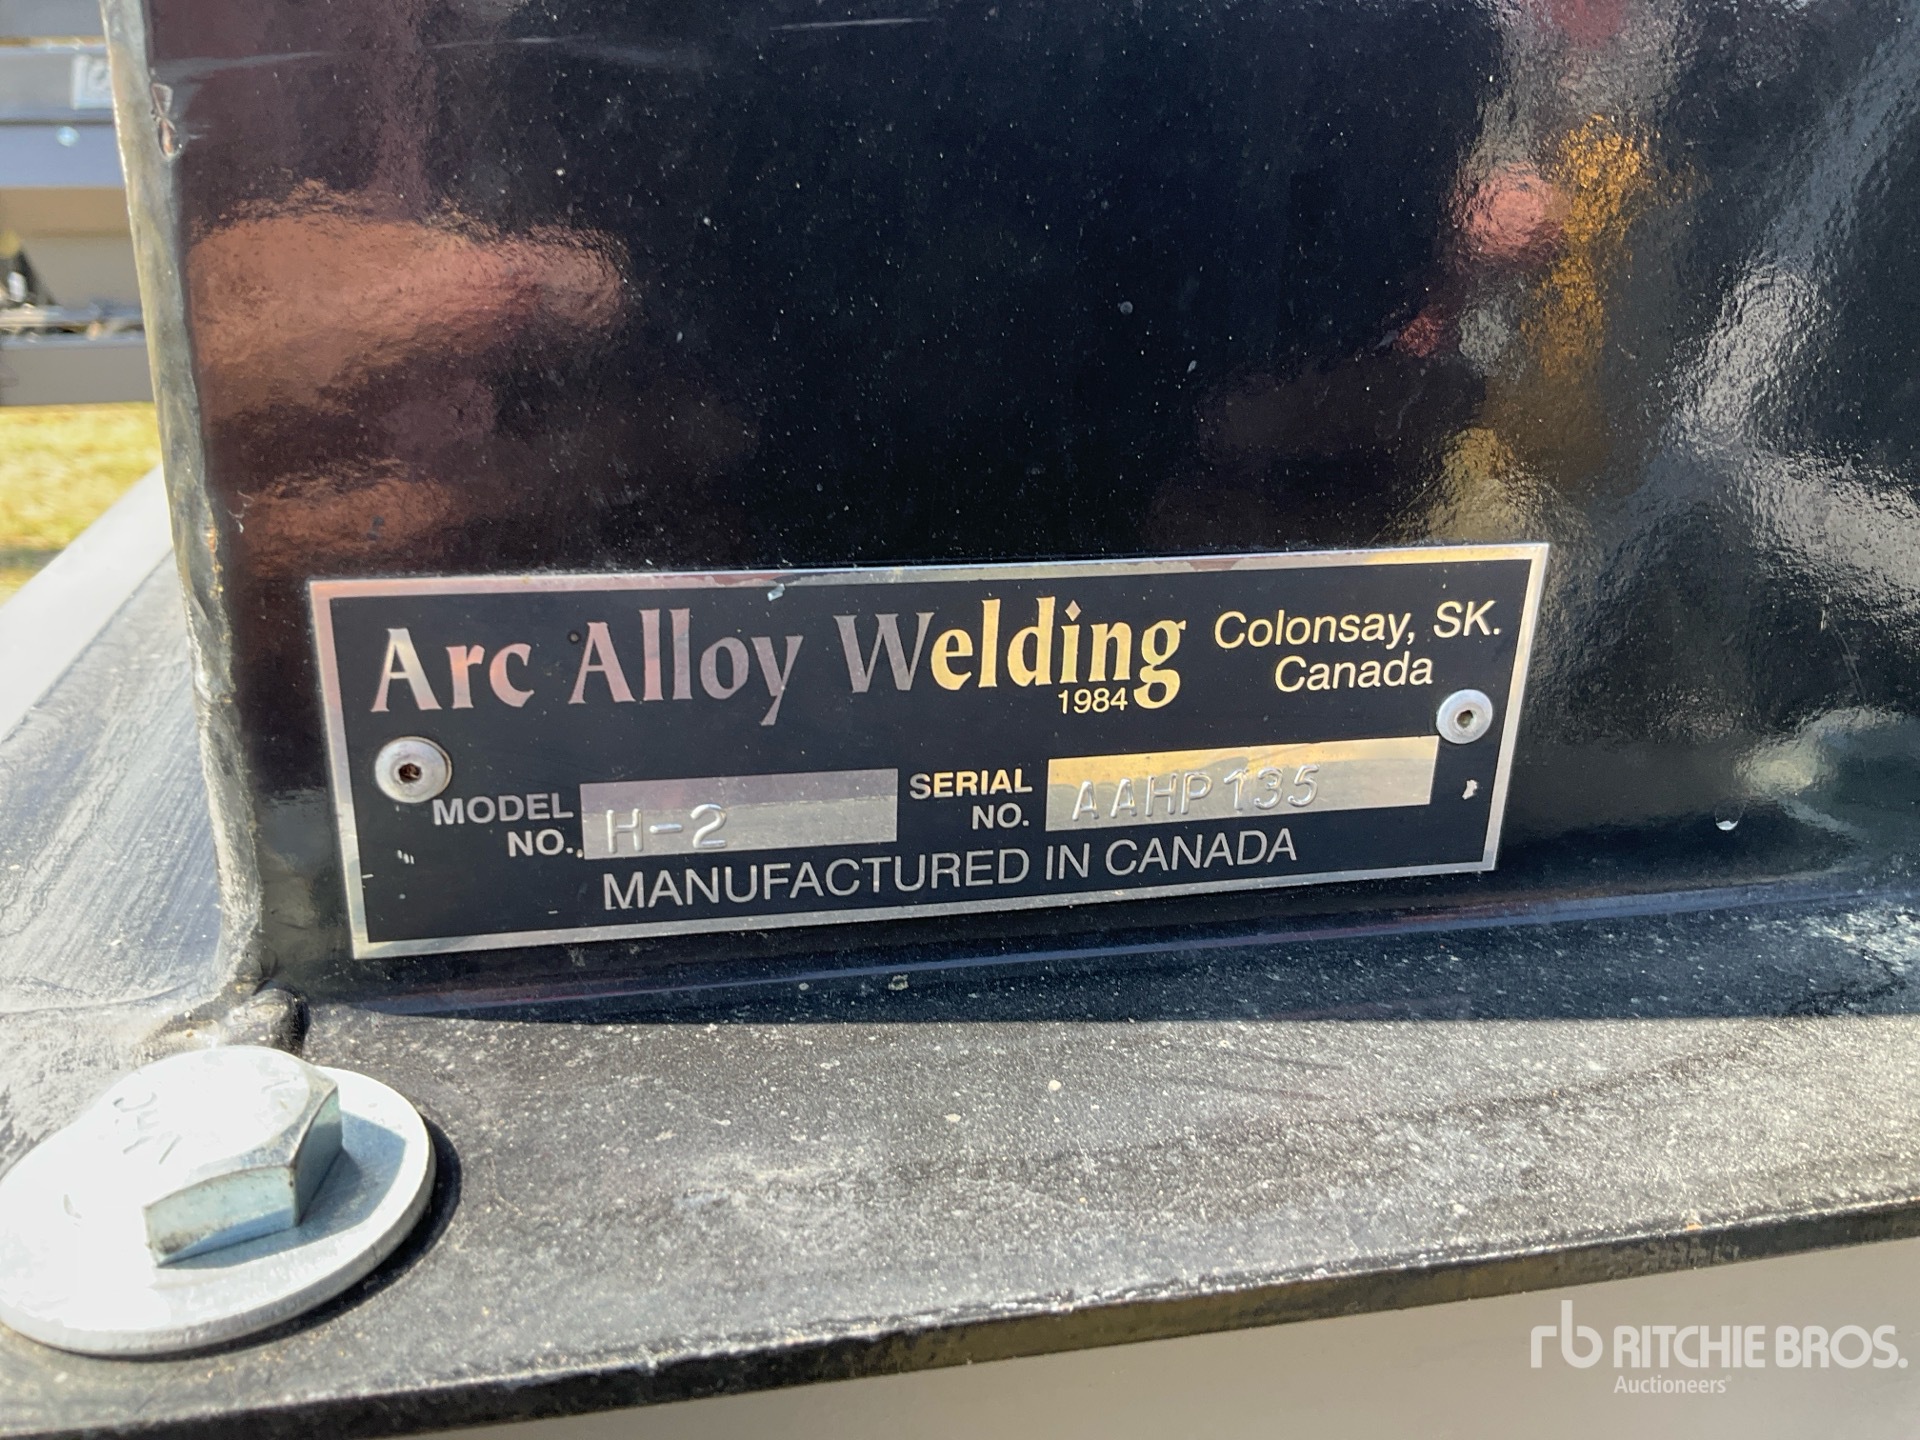 Arc Alloy Welding
1984
Colonsay, SK.
Canada
MODEL NO. H-2
SERIAL NO. AAHP135
MANUFACTURED IN CANADA
rb RITCHIE BROS.
Auctioneers